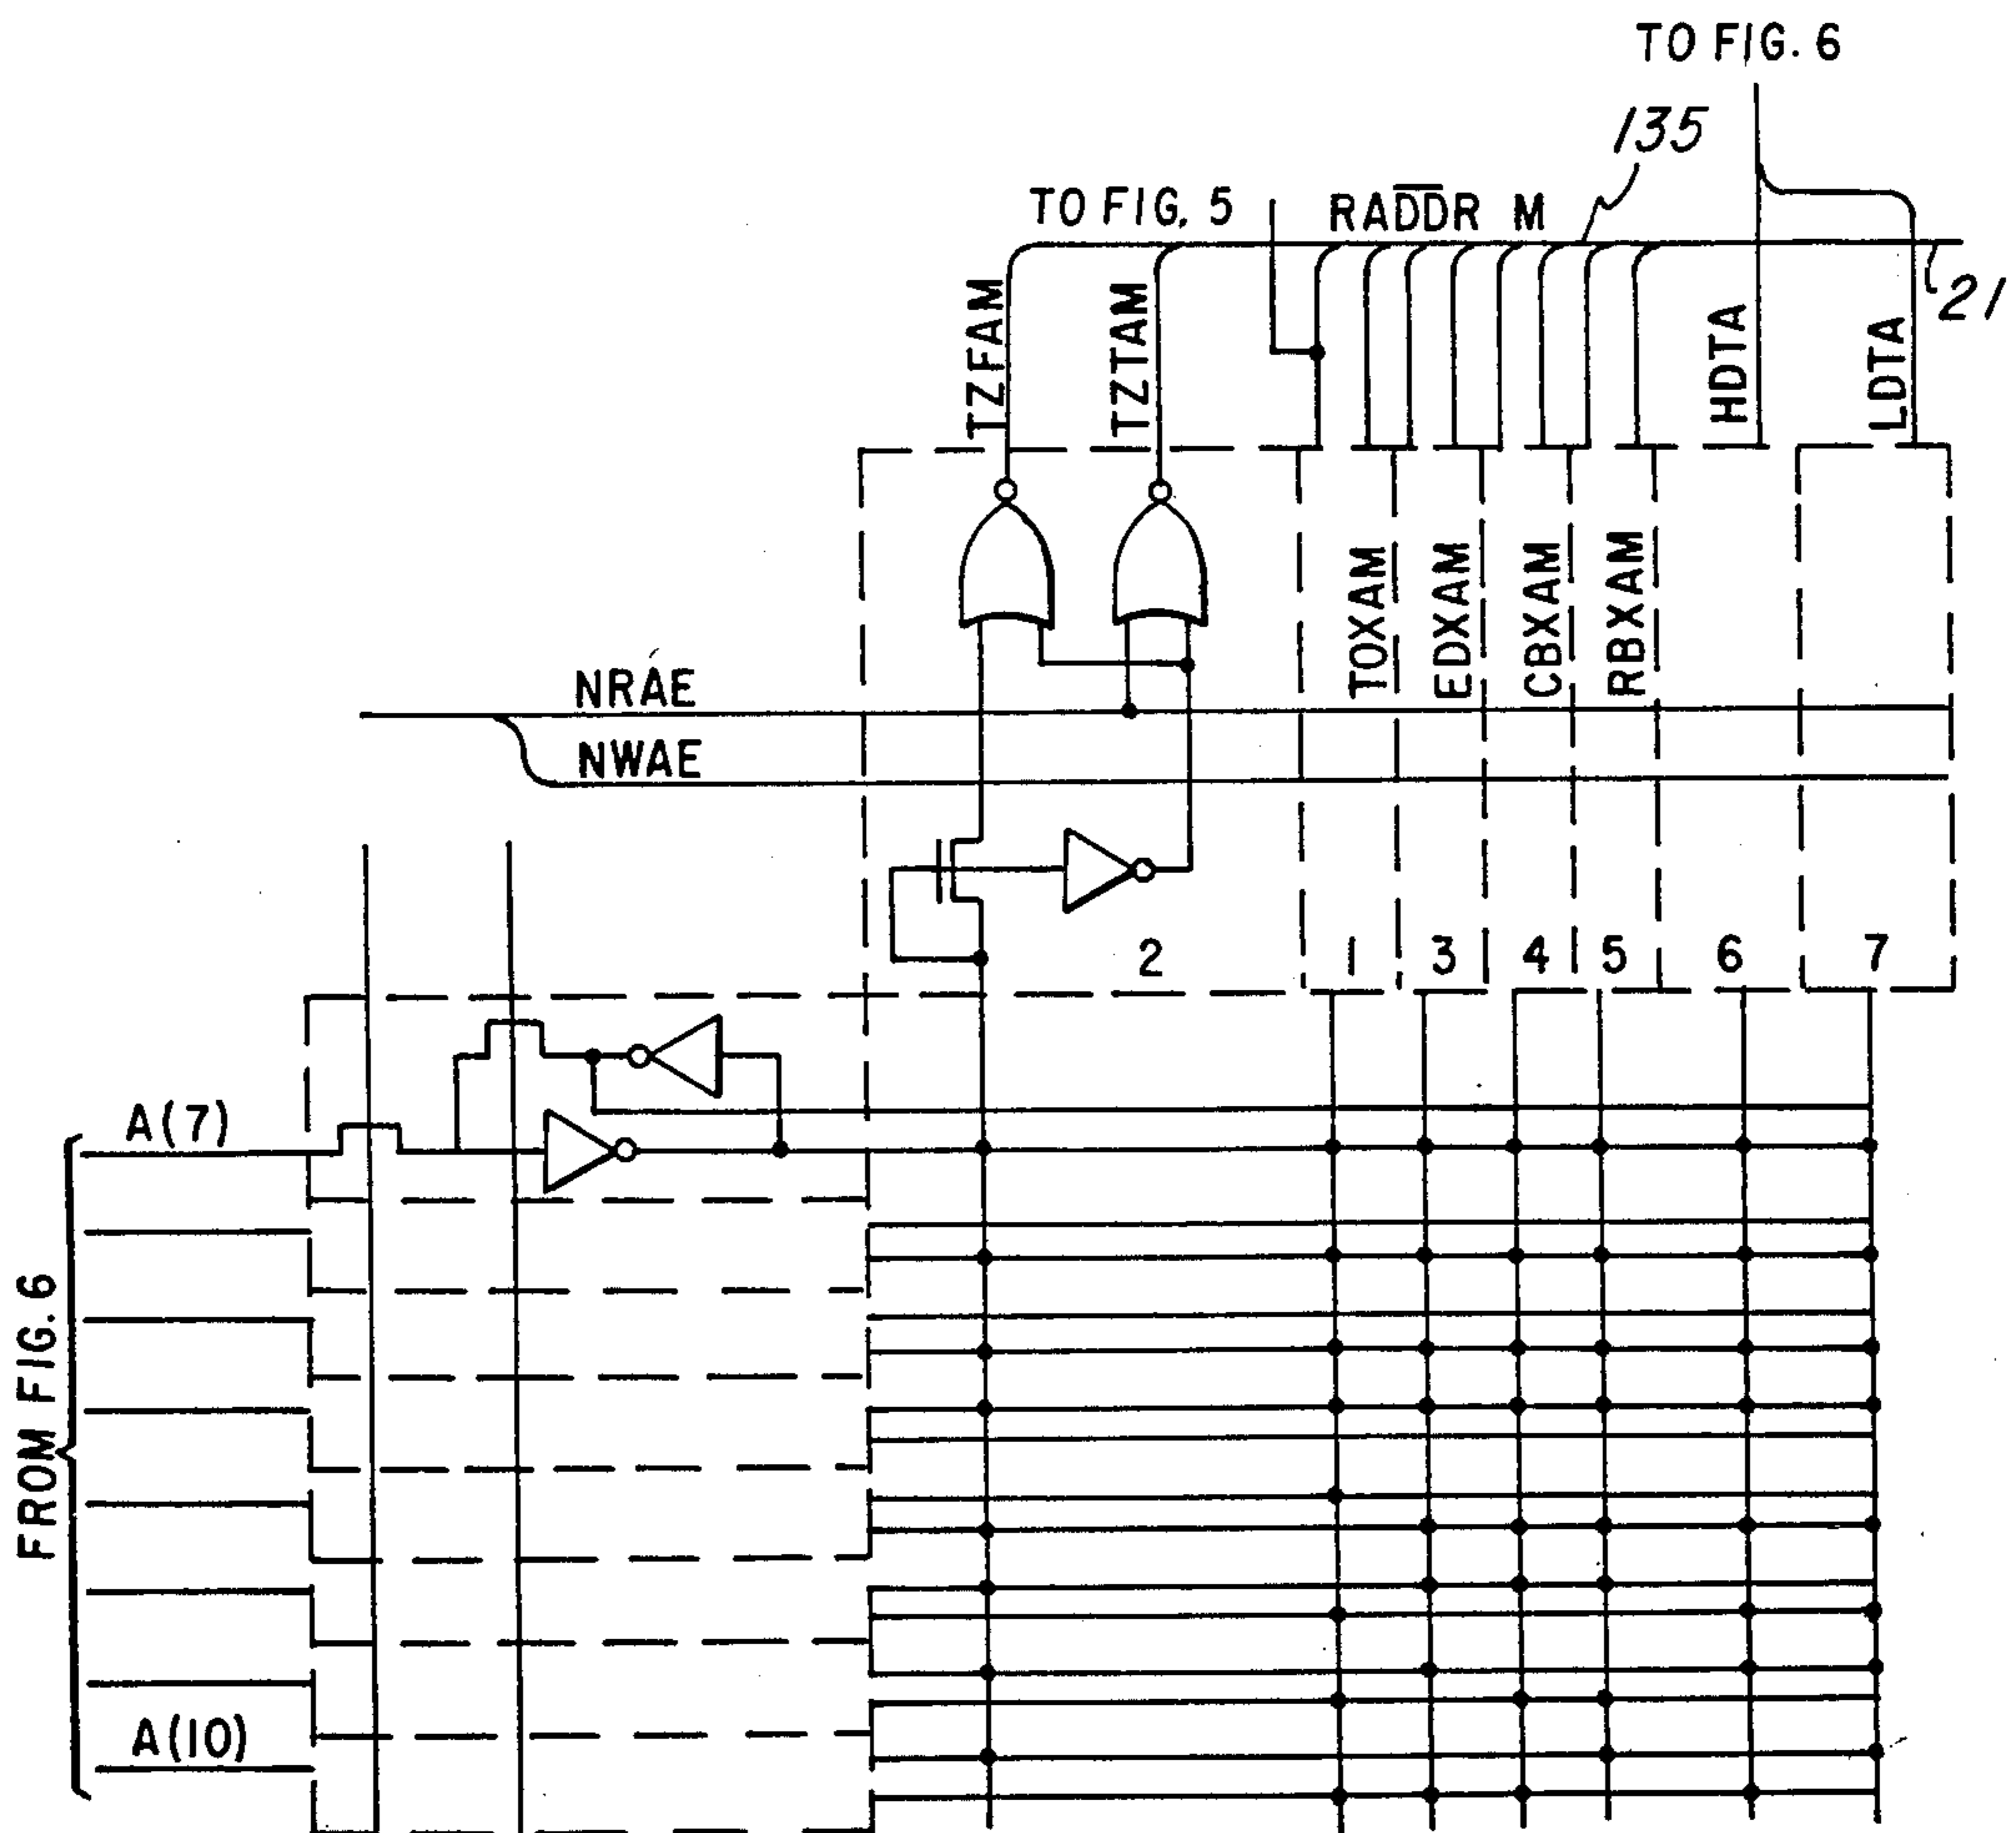 TO FIG. 6
135
TO FIG. 5
RADDR M
21
TZFAM
TZTAM
HDTA
LDTA
TOXAM
EDXAM
CBXAM
RBXAM
NRAE
NWAE
2
1
3
4
5
6
7
A(7)
FROM FIG. 6
A(10)